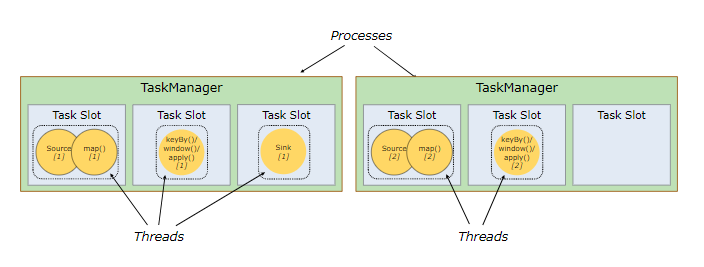 Processes
TaskManager
Task Slot
Source
[1]
map()
[1]
Task Slot
keyBy()/
window()/
apply()
[1]
Task Slot
Sink
[1]
TaskManager
Task Slot
Source
[2]
map()
[2]
Task Slot
keyBy()/
window()/
apply()
[2]
Task Slot
Threads
Threads